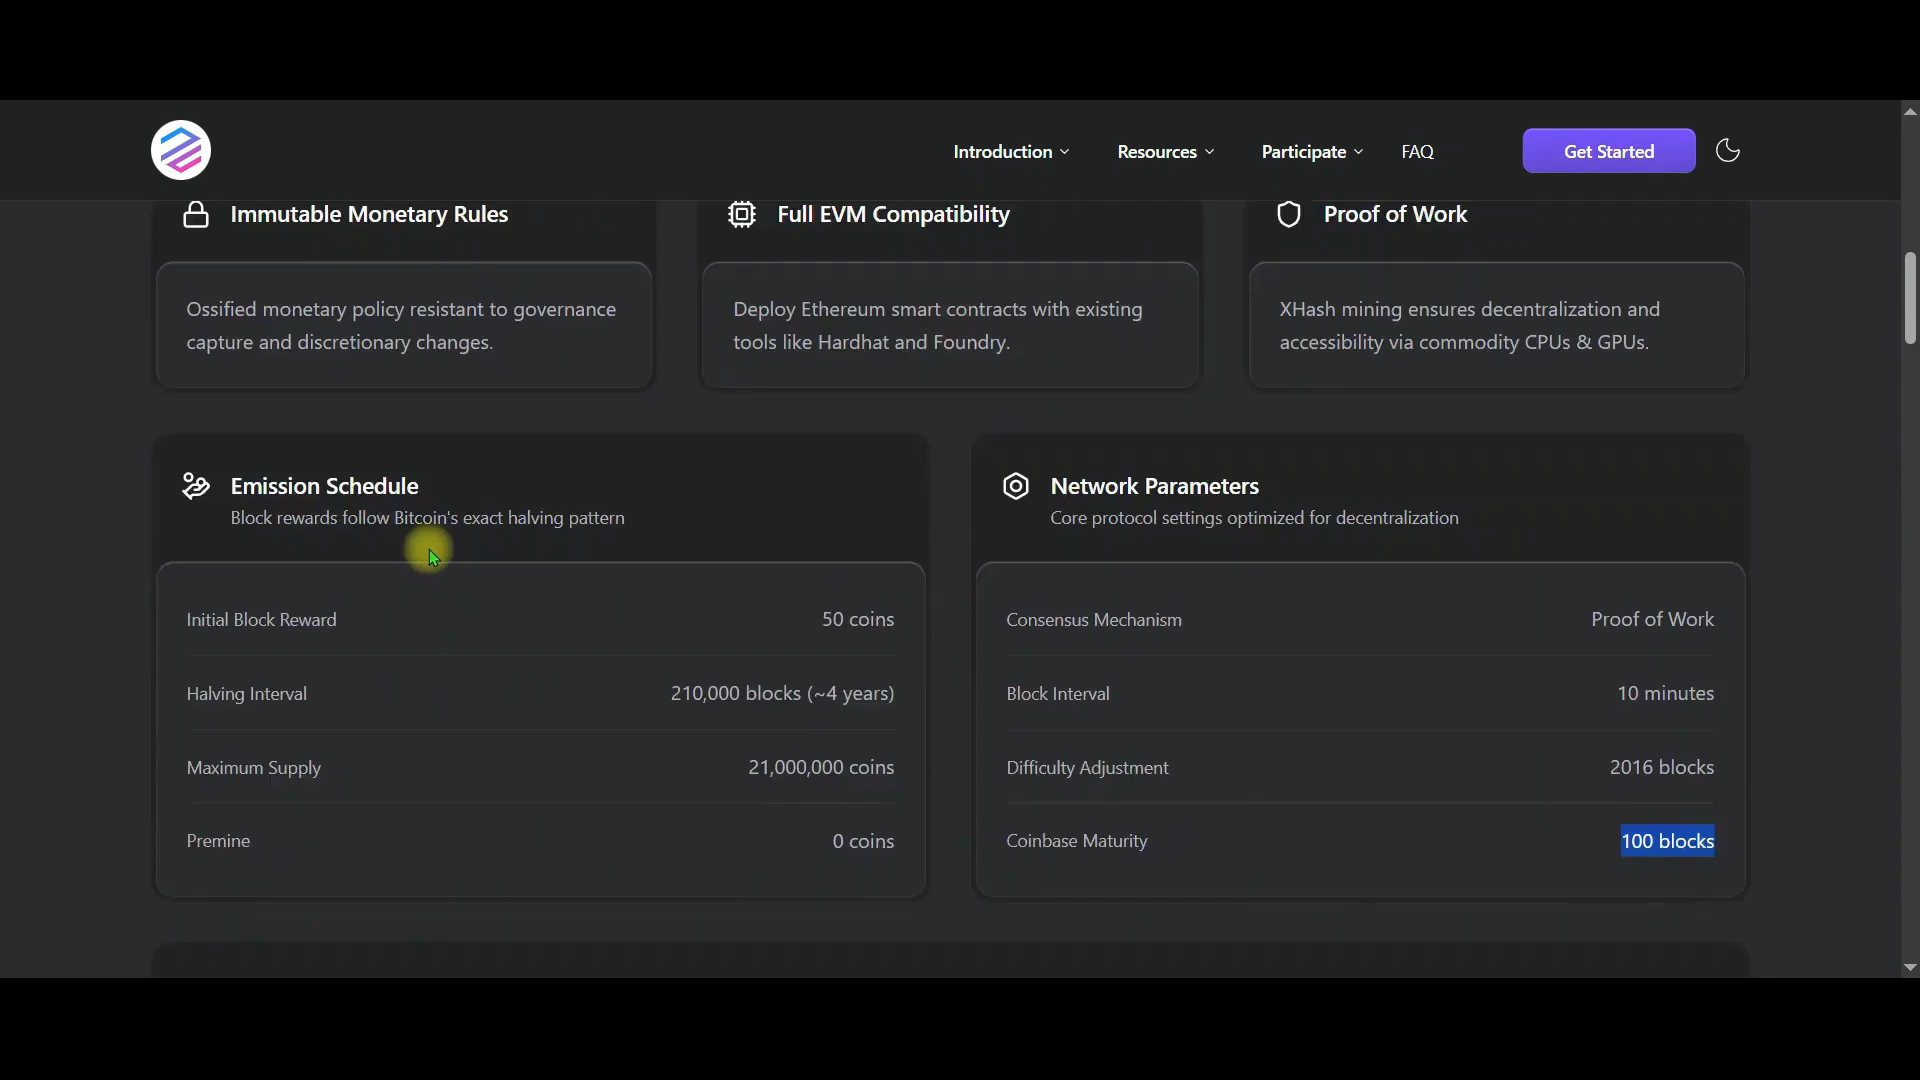 Introduction
Resources
Participate
FAQ
Get Started
Immutable Monetary Rules
Full EVM Compatibility
Proof of Work
Ossified monetary policy resistant to governance
capture and discretionary changes.
Deploy Ethereum smart contracts with existing
tools like Hardhat and Foundry.
XHash mining ensures decentralization and
accessibility via commodity CPUs & GPUs.
Emission Schedule
Block rewards follow Bitcoin's exact halving pattern
Initial Block Reward 50 coins
Halving Interval 210,000 blocks (~4 years)
Maximum Supply 21,000,000 coins
Premine 0 coins
Network Parameters
Core protocol settings optimized for decentralization
Consensus Mechanism Proof of Work
Block Interval 10 minutes
Difficulty Adjustment 2016 blocks
Coinbase Maturity 100 blocks